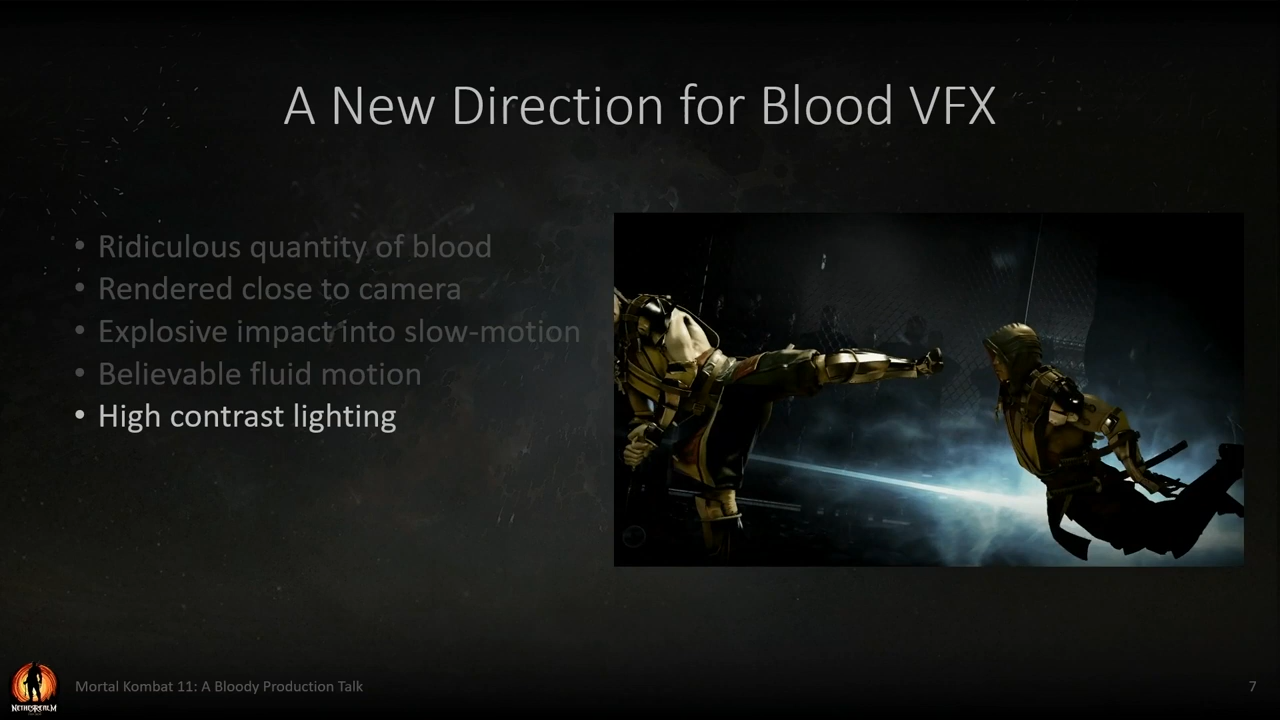 A New Direction for Blood VFX
• Ridiculous quantity of blood
• Rendered close to camera
• Explosive impact into slow-motion
• Believable fluid motion
• High contrast lighting
NETHERREALM
Mortal Kombat 11: A Bloody Production Talk
7